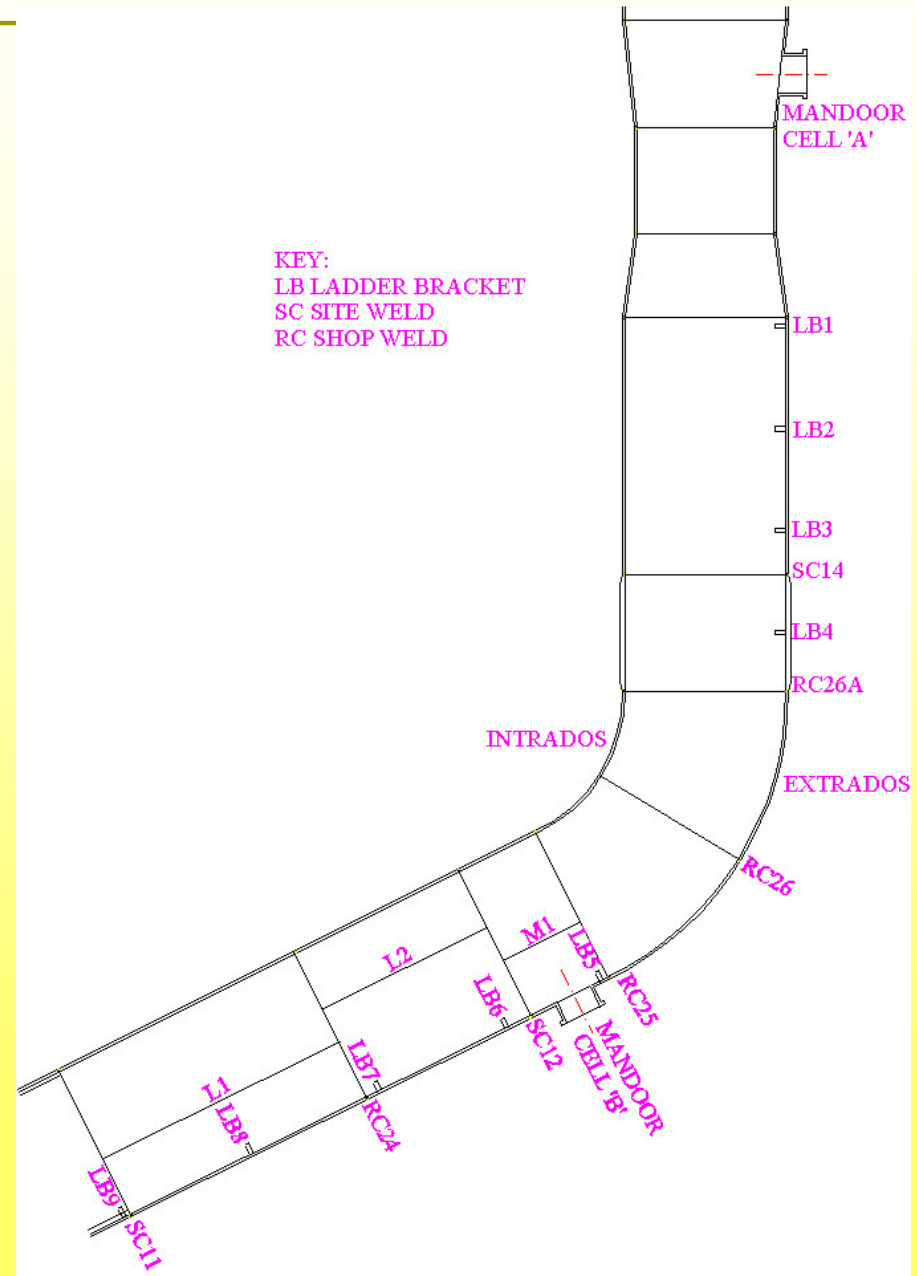 MANDOOR
CELL 'A'
KEY:
LB LADDER BRACKET
SC SITE WELD
RC SHOP WELD
LB1
LB2
LB3
SC14
LB4
RC26A
INTRADOS
EXTRADOS
RC26
M1
LB5
RC25
L2
LB6
SC12
MANDOOR
CELL 'B'
LB7
RC24
L1
LB8
LB9
SC11